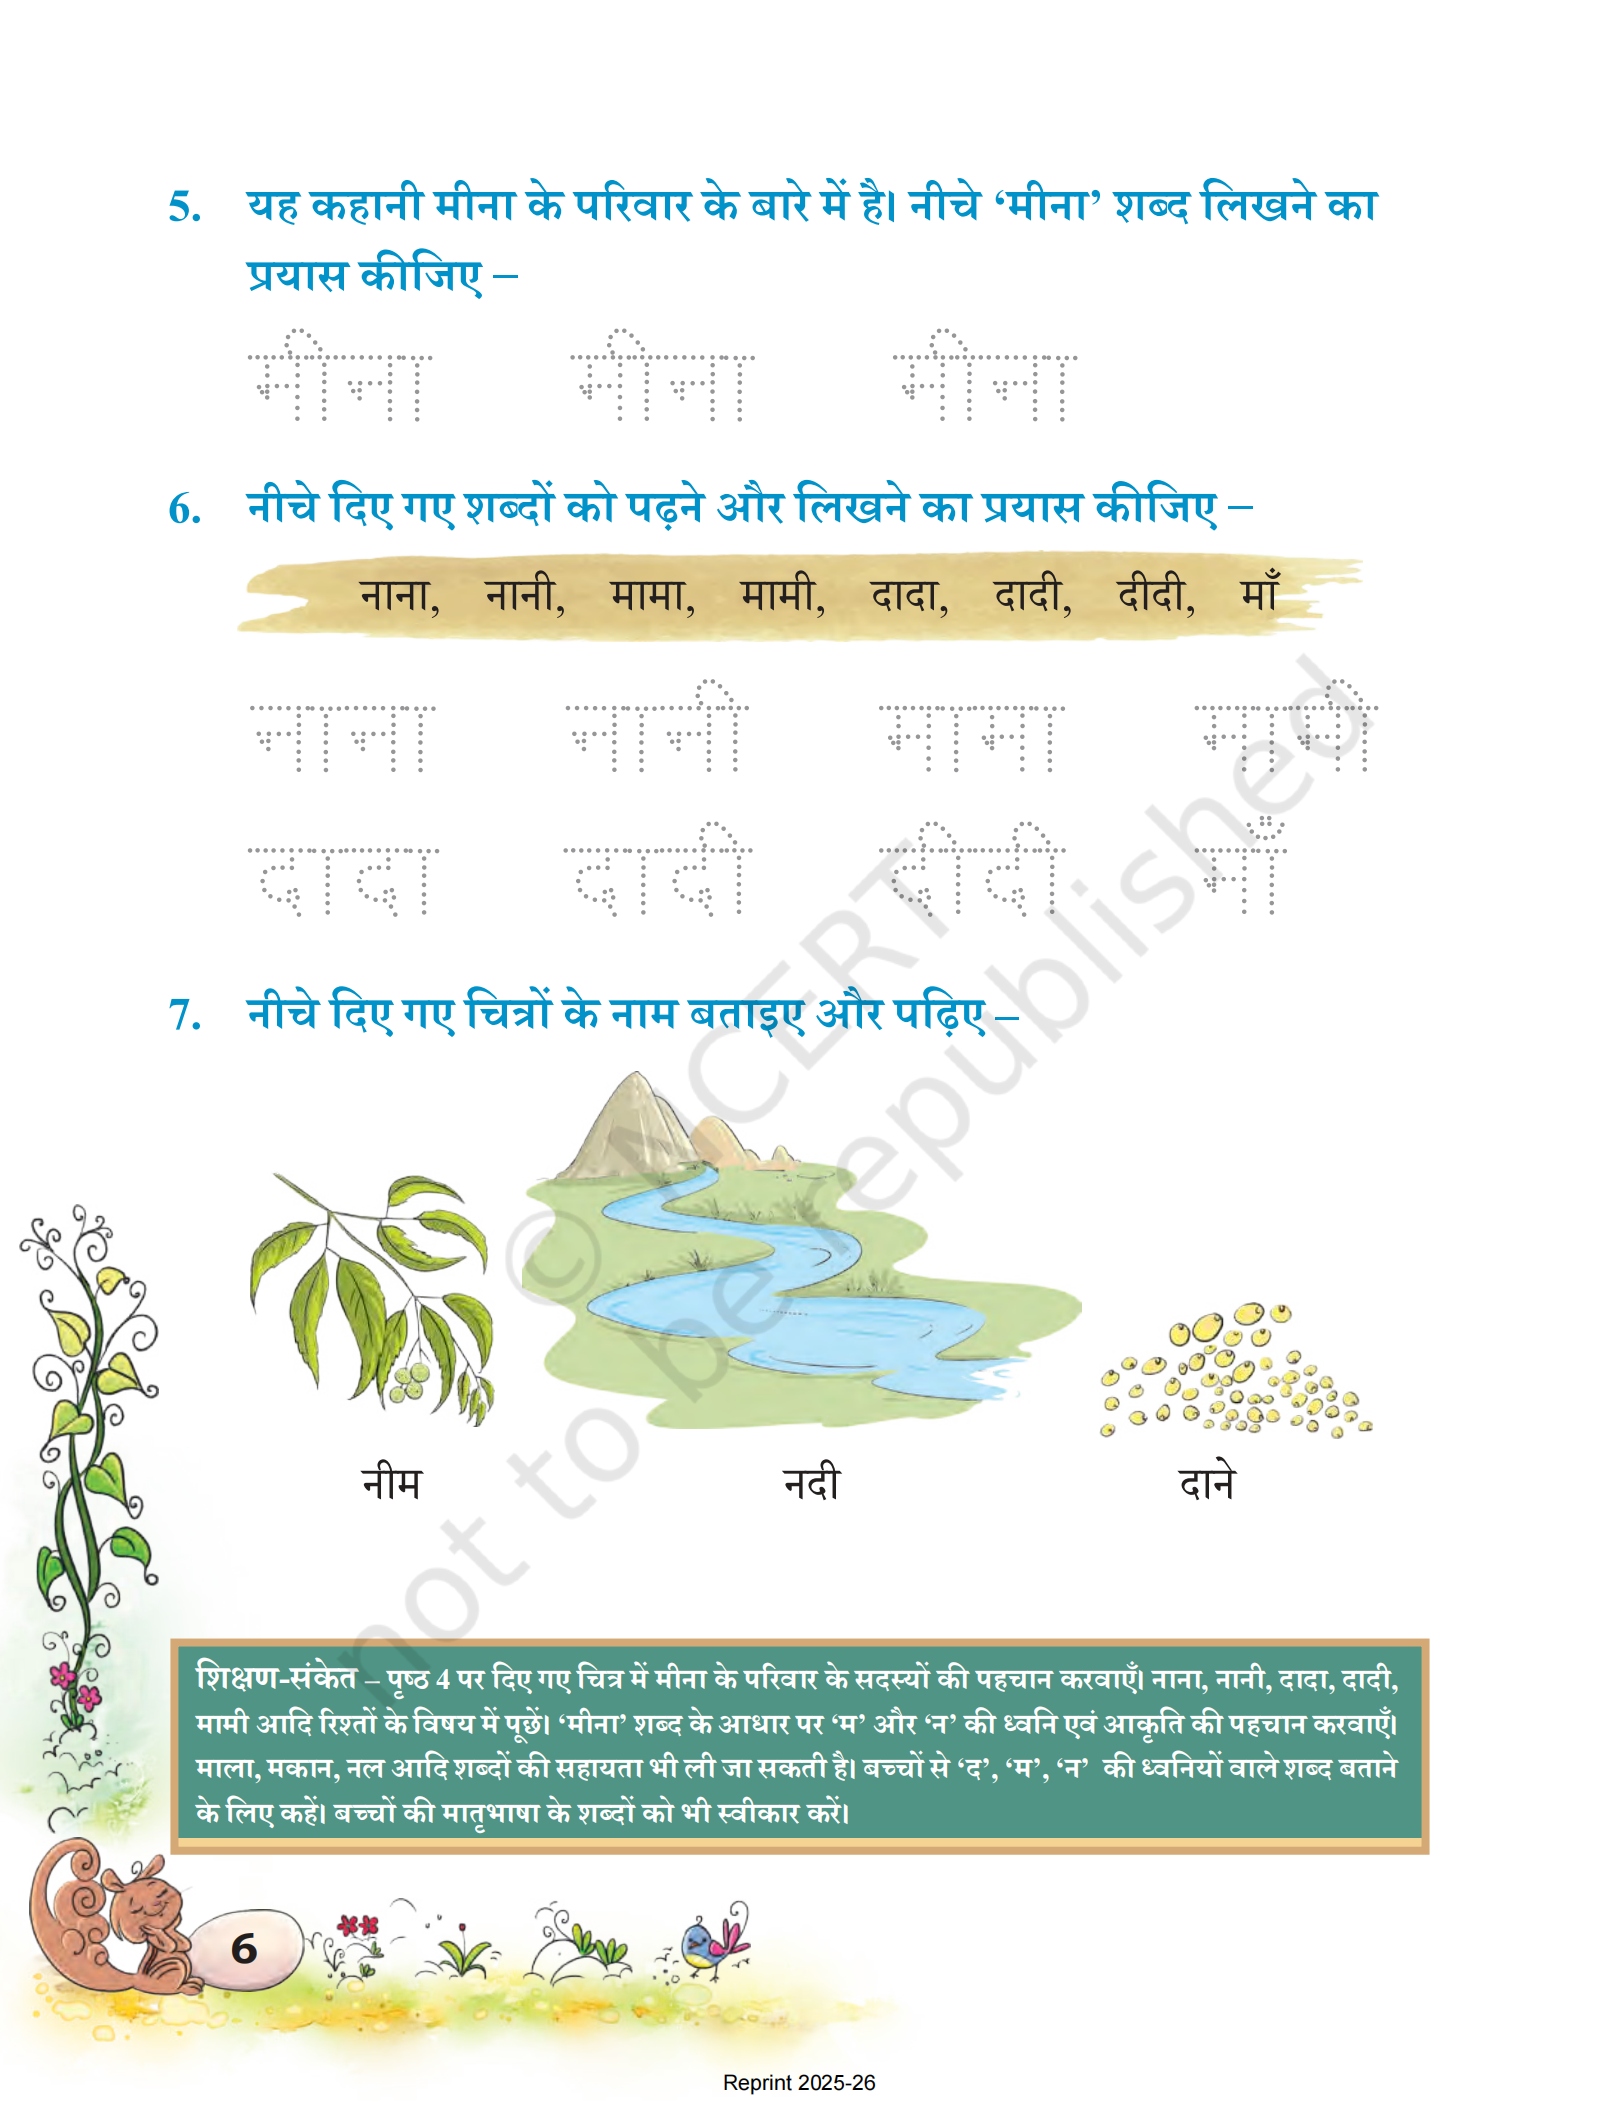 5. यह कहानी मीना के परिवार के बारे में है। नीचे ‘मीना’ शब्द लिखने का
प्रयास कीजिए –
मीना मीना मीना
6. नीचे दिए गए शब्दों को पढ़ने और लिखने का प्रयास कीजिए –
नाना, नानी, मामा, मामी, दादा, दादी, दीदी, माँ
नाना नानी मामा मामी
दादा दादी दीदी माँ
7. नीचे दिए गए चित्रों के नाम बताइए और पढ़िए –
नीम नदी दाने
शिक्षण-संकेत – पृष्ठ 4 पर दिए गए चित्र में मीना के परिवार के सदस्यों की पहचान करवाएँ। नाना, नानी, दादा, दादी,
मामी आदि रिश्तों के विषय में पूछें। ‘मीना’ शब्द के आधार पर ‘म’ और ‘न’ की ध्वनि एवं आकृति की पहचान करवाएँ।
माला, मकान, नल आदि शब्दों की सहायता भी ली जा सकती है। बच्चों से ‘द’, ‘म’, ‘न’ की ध्वनियों वाले शब्द बताने
के लिए कहें। बच्चों की मातृभाषा के शब्दों को भी स्वीकार करें।
6
Reprint 2025-26
© NCERT
not to be republished